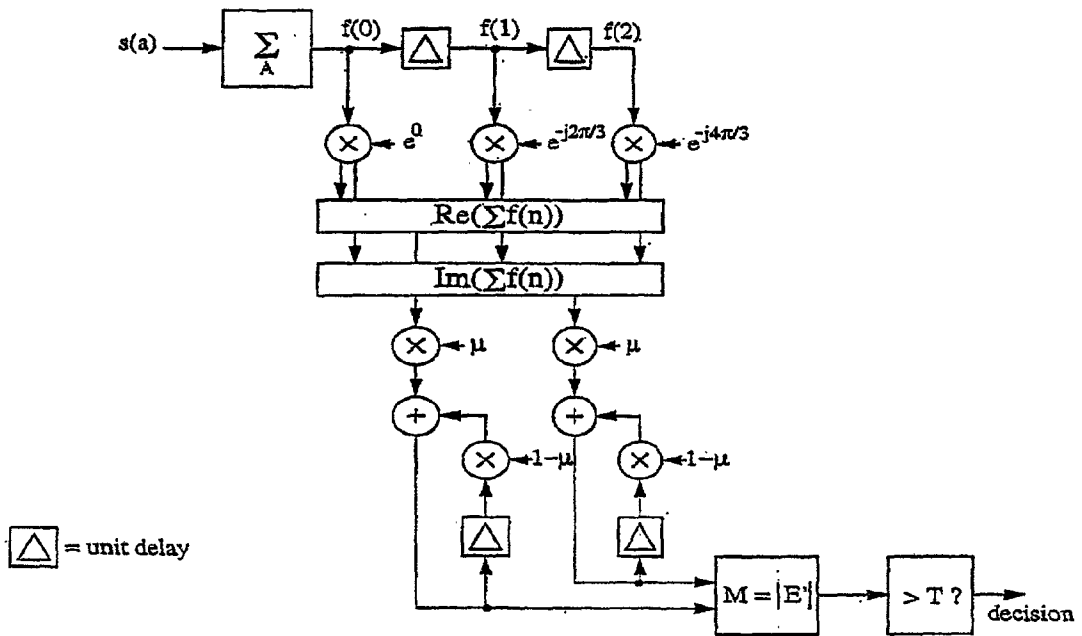 s(a)
Σ
A
f(0)
Δ
f(1)
Δ
f(2)
× e^0
× e^-j2π/3
× e^-j4π/3
Re(Σf(n))
Im(Σf(n))
× μ
× μ
+
+
× 1-μ
× 1-μ
Δ
Δ
Δ = unit delay
M = |E'|
> T ?
decision